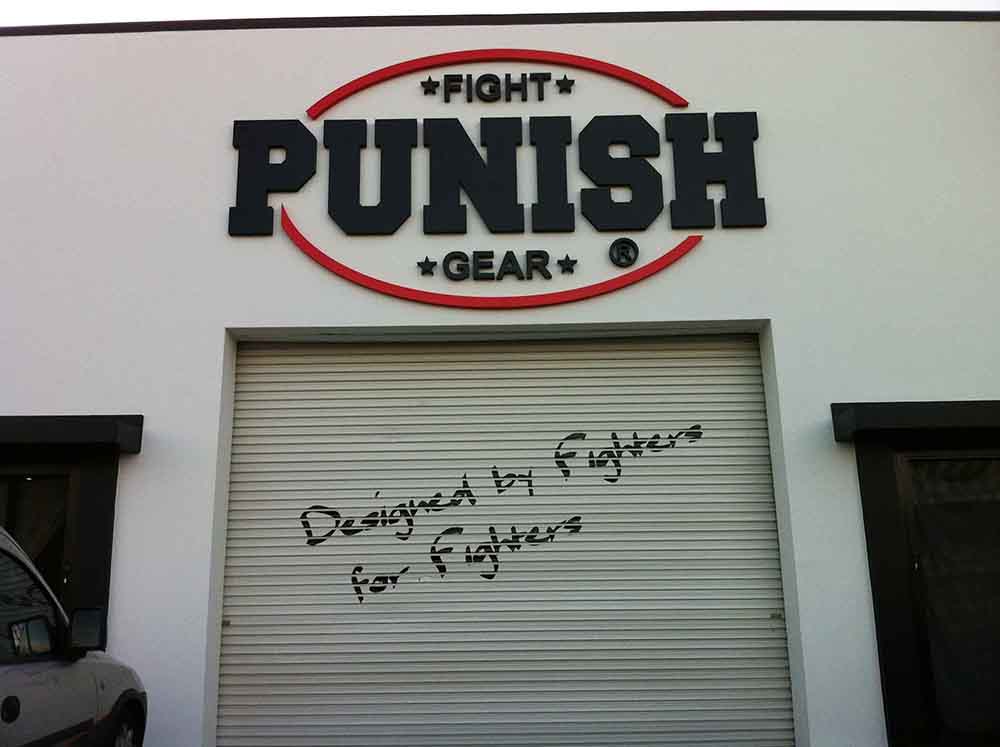 ★FIGHT★
PUNISH
★GEAR★ ®
Designed by Fighters
for Fighters